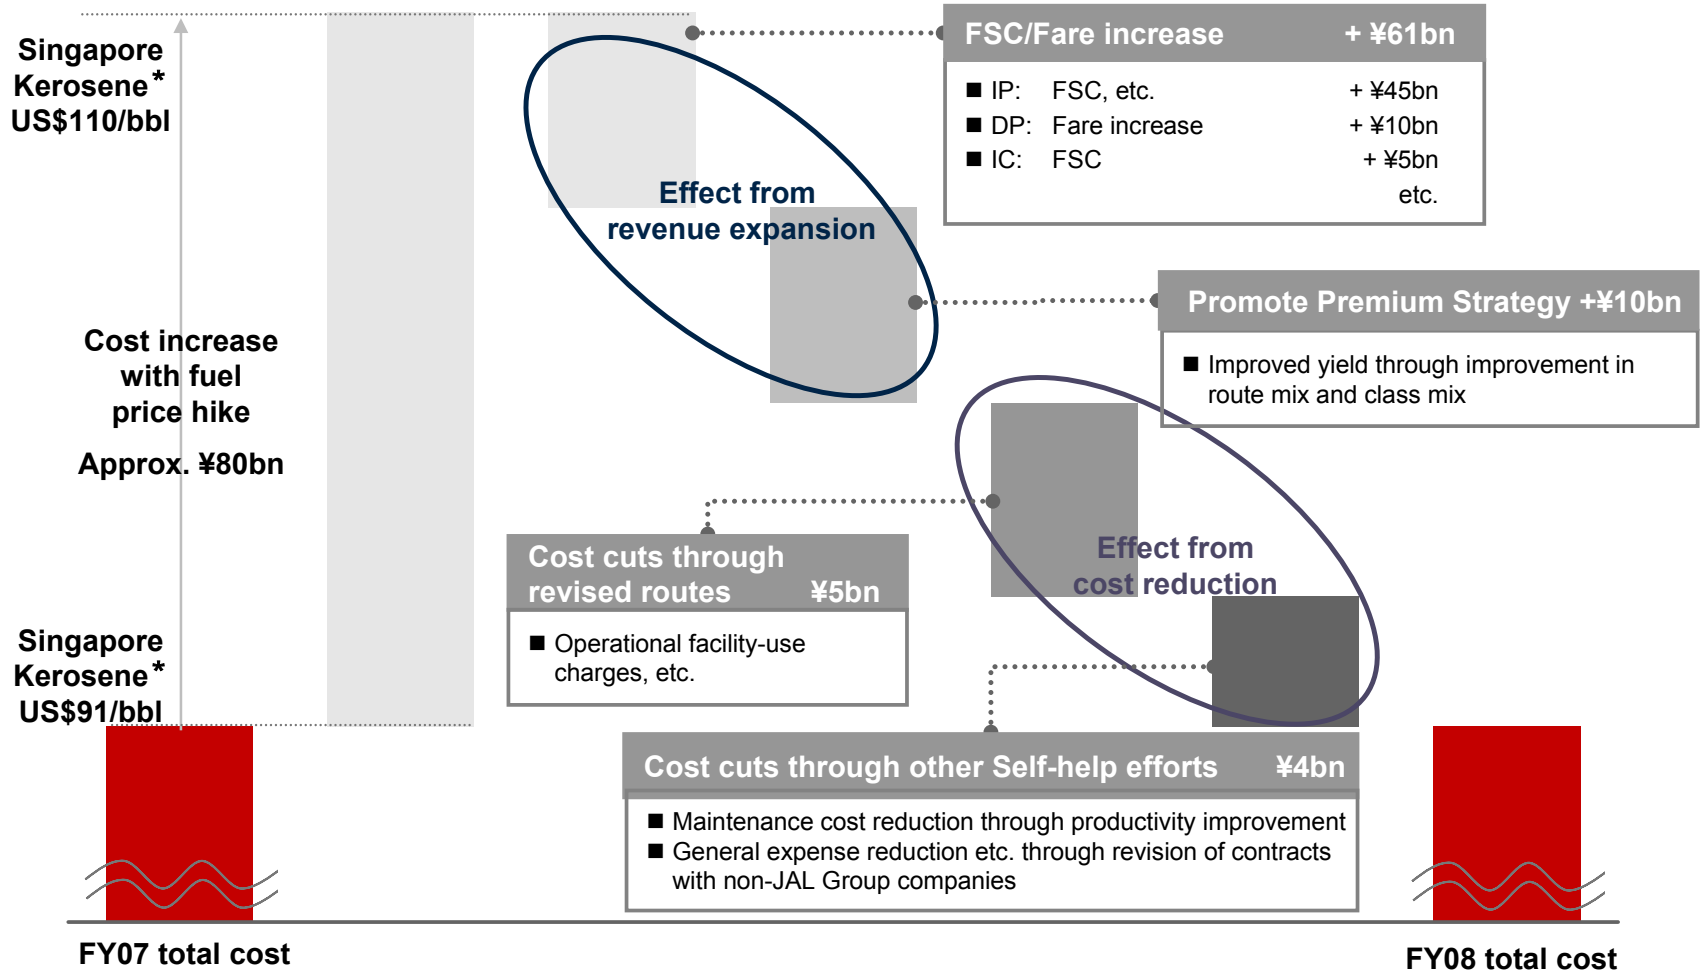 Singapore
Kerosene*
US$110/bbl
Cost increase
with fuel
price hike
Approx. ¥80bn
Singapore
Kerosene*
US$91/bbl
FY07 total cost
Effect from
revenue expansion
FSC/Fare increase + ¥61bn
■ IP: FSC, etc. + ¥45bn
■ DP: Fare increase + ¥10bn
■ IC: FSC + ¥5bn
etc.
Promote Premium Strategy +¥10bn
■ Improved yield through improvement in
route mix and class mix
Effect from
cost reduction
Cost cuts through
revised routes ¥5bn
■ Operational facility-use
charges, etc.
Cost cuts through other Self-help efforts ¥4bn
■ Maintenance cost reduction through productivity improvement
■ General expense reduction etc. through revision of contracts
with non-JAL Group companies
FY08 total cost